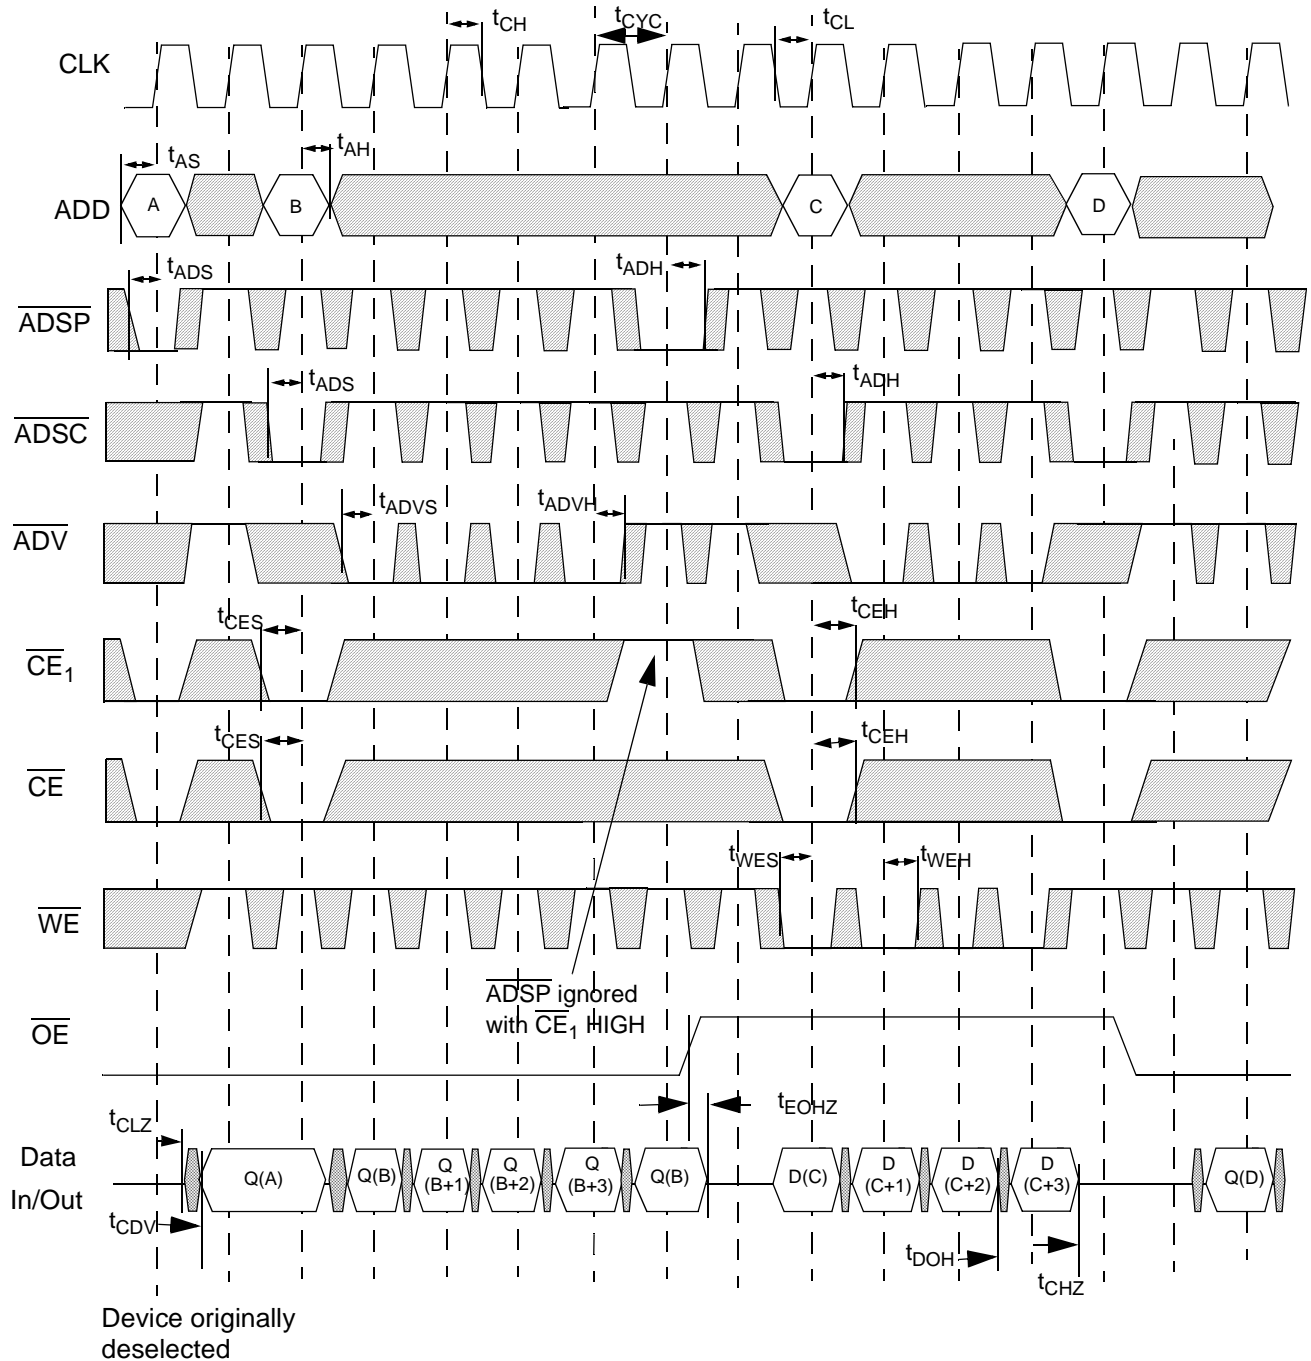 tCH
tCYC
tCL
CLK
tAS
tAH
ADD
A
B
C
D
tADS
tADH
ADSP
tADS
tADH
ADSC
tADVS
tADVH
ADV
tCES
tCEH
CE1
tCES
tCEH
CE
tWES
tWEH
WE
ADSP ignored
with CE1 HIGH
OE
tEOHZ
tCLZ
Data
In/Out
Q(A)
Q(B)
Q
(B+1)
Q
(B+2)
Q
(B+3)
Q(B)
D(C)
D
(C+1)
D
(C+2)
D
(C+3)
Q(D)
tCDV
tDOH
tCHZ
Device originally
deselected